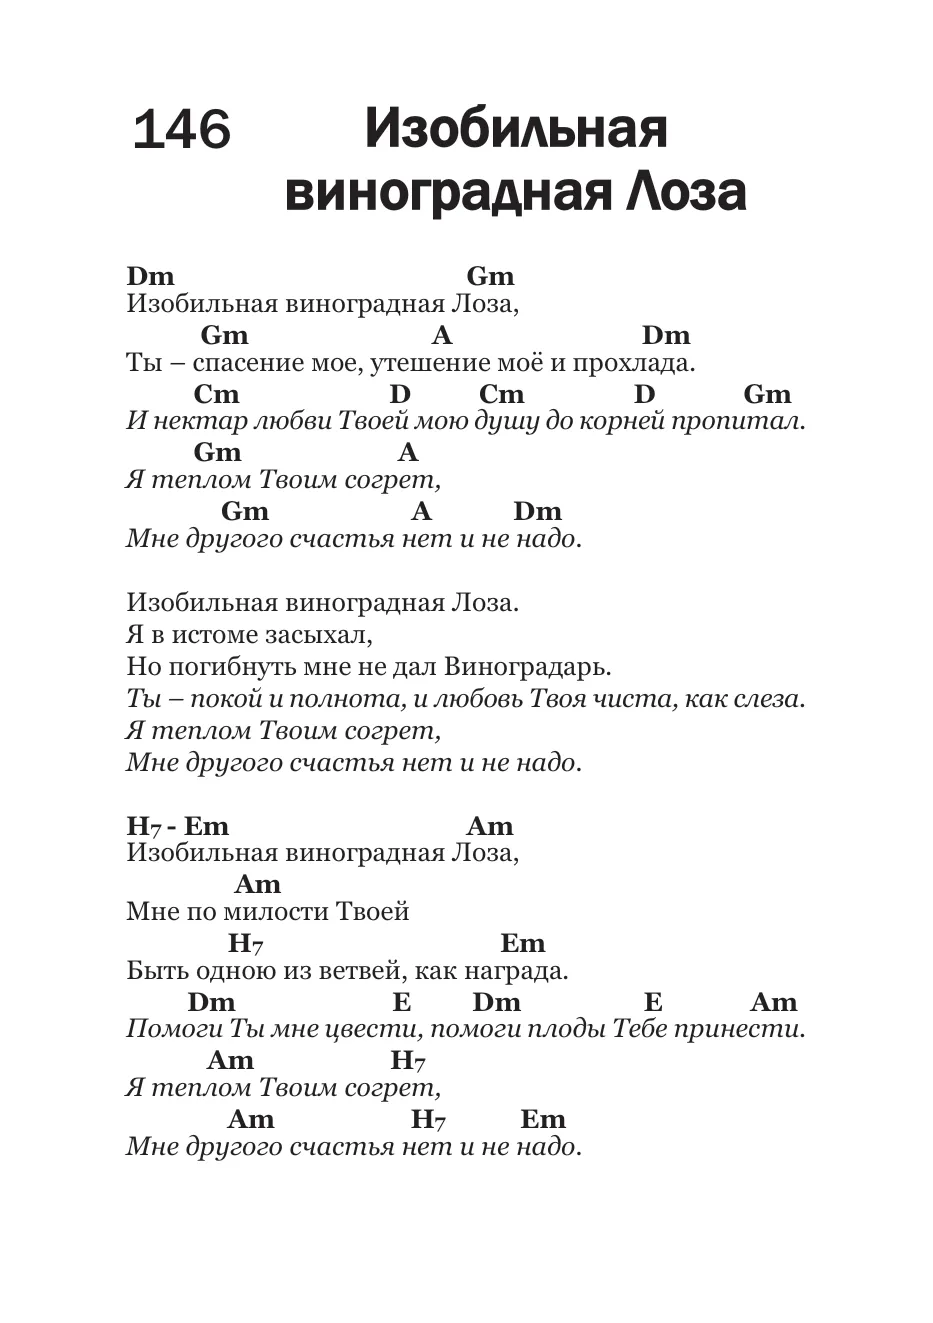 146 Изобильная
виноградная Лоза
Dm Gm
Изобильная виноградная Лоза,
Gm A Dm
Ты – спасение мое, утешение моё и прохлада.
Cm D Cm D Gm
И нектар любви Твоей мою душу до корней пропитал.
Gm A
Я теплом Твоим согрет,
Gm A Dm
Мне другого счастья нет и не надо.
Изобильная виноградная Лоза.
Я в истоме засыхал,
Но погибнуть мне не дал Виноградарь.
Ты – покой и полнота, и любовь Твоя чиста, как слеза.
Я теплом Твоим согрет,
Мне другого счастья нет и не надо.
H7 - Em Am
Изобильная виноградная Лоза,
Am
Мне по милости Твоей
H7 Em
Быть одною из ветвей, как награда.
Dm E Dm E Am
Помоги Ты мне цвести, помоги плоды Тебе принести.
Am H7
Я теплом Твоим согрет,
Am H7 Em
Мне другого счастья нет и не надо.